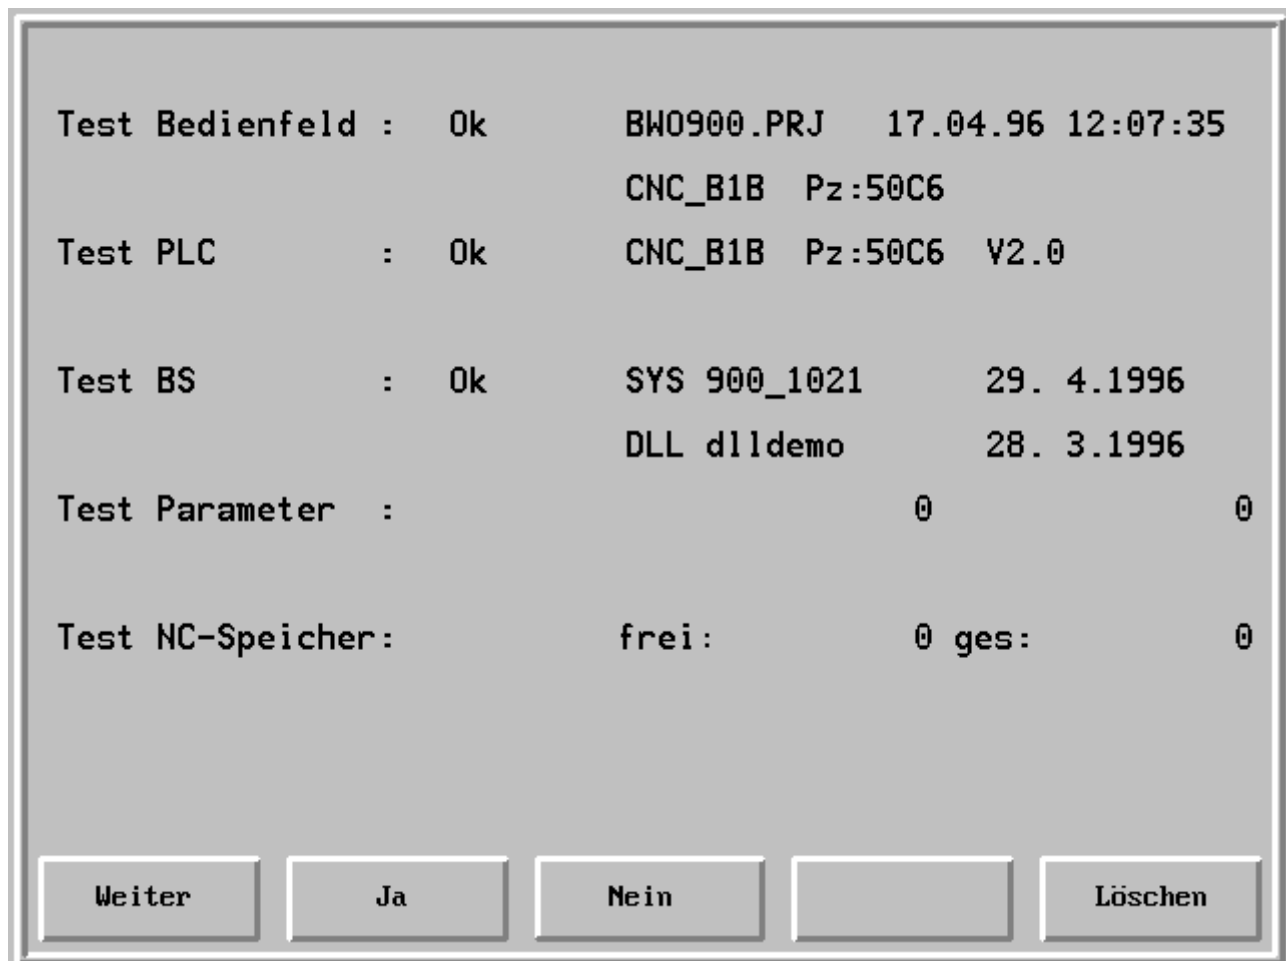 Test Bedienfeld : Ok BWO900.PRJ 17.04.96 12:07:35
CNC_B1B Pz:50C6
Test PLC : Ok CNC_B1B Pz:50C6 V2.0
Test BS : Ok SYS 900_1021 29. 4.1996
DLL dlldemo 28. 3.1996
Test Parameter : 0 0
Test NC-Speicher: frei: 0 ges: 0
Weiter Ja Nein Löschen